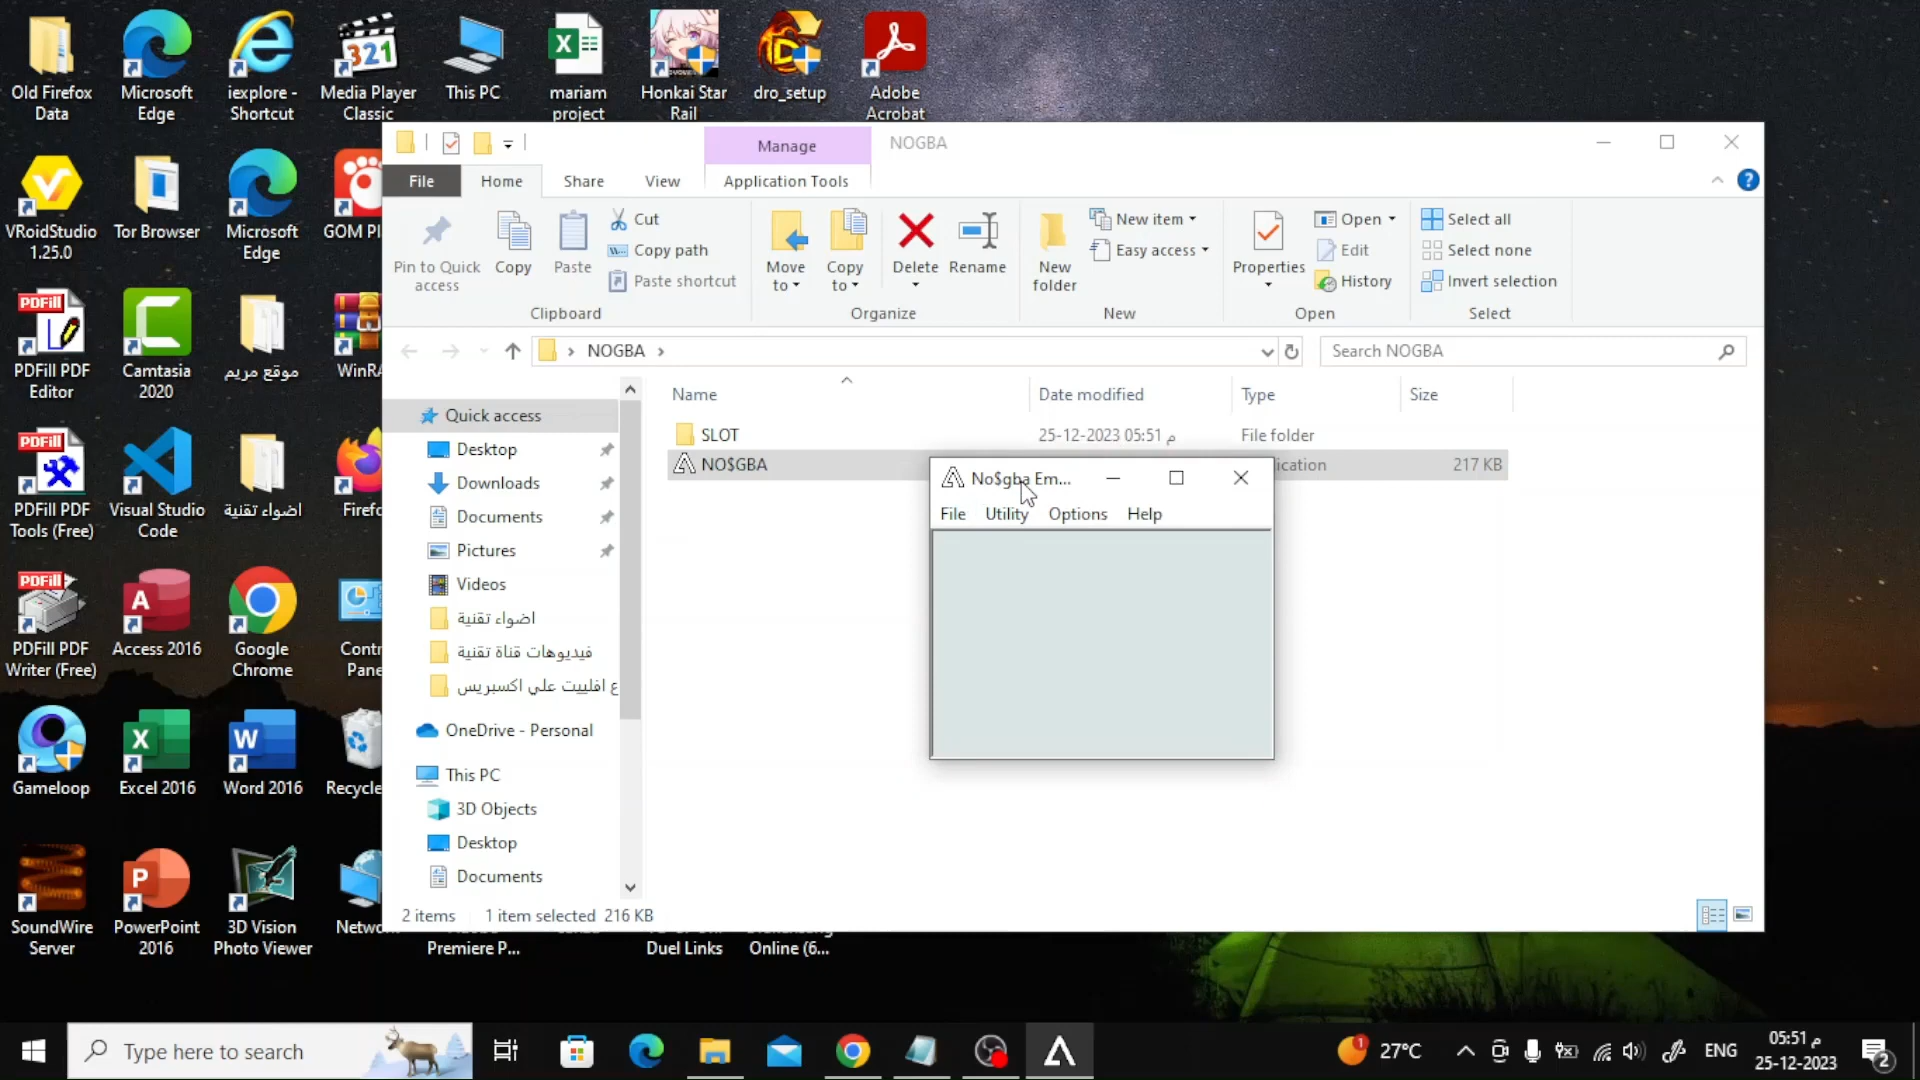 Old Firefox Data
Microsoft Edge
iexplore - Shortcut
Media Player Classic
This PC
mariam project
Honkai Star Rail
dro_setup
Adobe Acrobat
VRoidStudio 1.25.0
Tor Browser
Microsoft Edge
GOM Pl
PDFill PDF Editor
Camtasia 2020
موقع مريم
WinRA
PDFill PDF Tools (Free)
Visual Studio Code
اضواء تقنية
Firefo
PDFill PDF Writer (Free)
Access 2016
Google Chrome
Contr Pane
Gameloop
Excel 2016
Word 2016
Recycle
SoundWire Server
PowerPoint 2016
3D Vision Photo Viewer
Netwo
Premiere P...
Duel Links
Online (6...
Manage
NOGBA
File
Home
Share
View
Application Tools
Pin to Quick access
Copy
Paste
Cut
Copy path
Paste shortcut
Clipboard
Move to
Copy to
Delete
Rename
Organize
New folder
New item
Easy access
New
Properties
Open
Edit
History
Open
Select all
Select none
Invert selection
Select
NOGBA
Search NOGBA
Name
Date modified
Type
Size
SLOT
25-12-2023 05:51 م
File folder
NO$GBA
ication
217 KB
Quick access
Desktop
Downloads
Documents
Pictures
Videos
اضواء تقنية
فيديوهات قناة تقنية
ع افلييت علي اكسبريس
OneDrive - Personal
This PC
3D Objects
Desktop
Documents
2 items
1 item selected 216 KB
No$gba Em...
File
Utility
Options
Help
Type here to search
27°C
ENG
05:51 م
25-12-2023
2